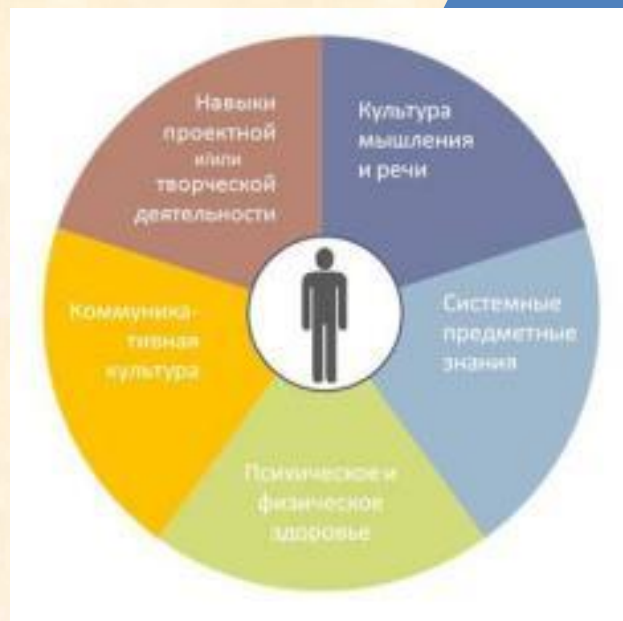 Навыки
проектной
и/или
творческой
деятельности
Культура
мышления
и речи
Системные
предметные
знания
Психическое и
физическое
здоровье
Коммуника-
тивная
культура